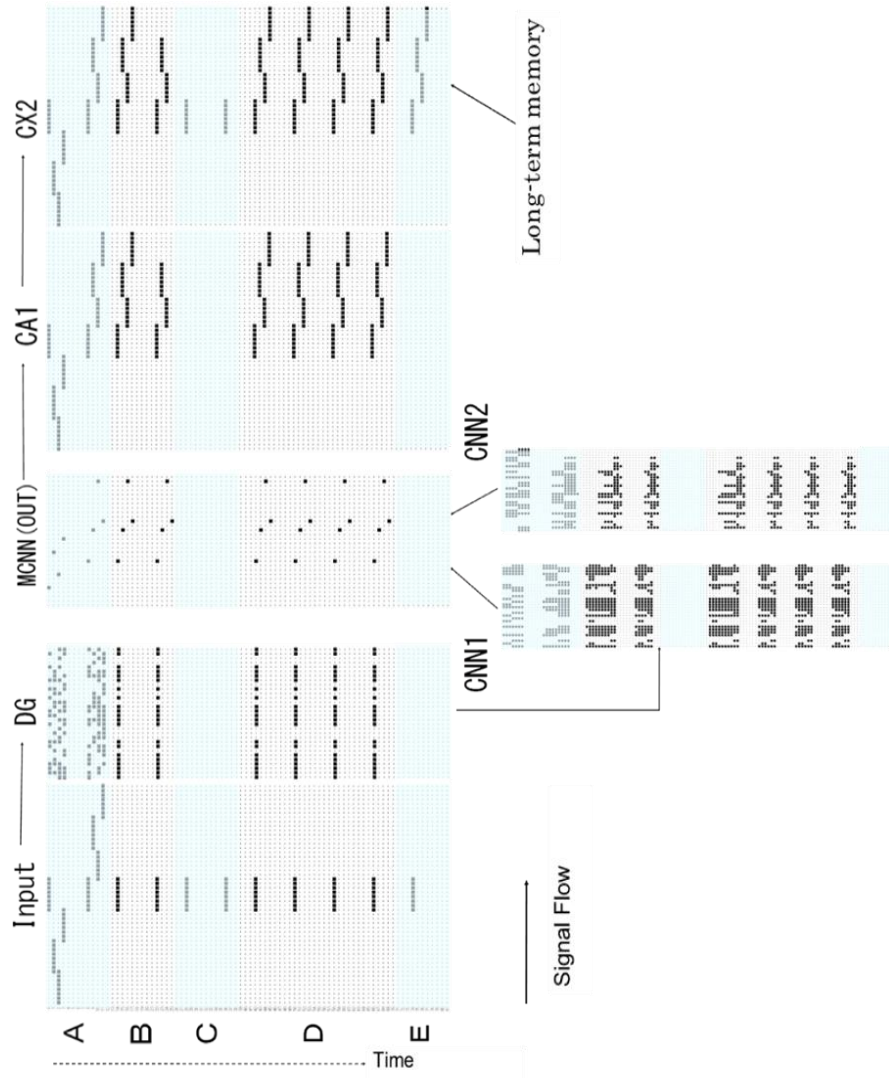 Input
DG
MCNN(OUT)
CA1
CX2
A
B
C
D
E
Time
Signal Flow
CNN1
CNN2
Long-term memory